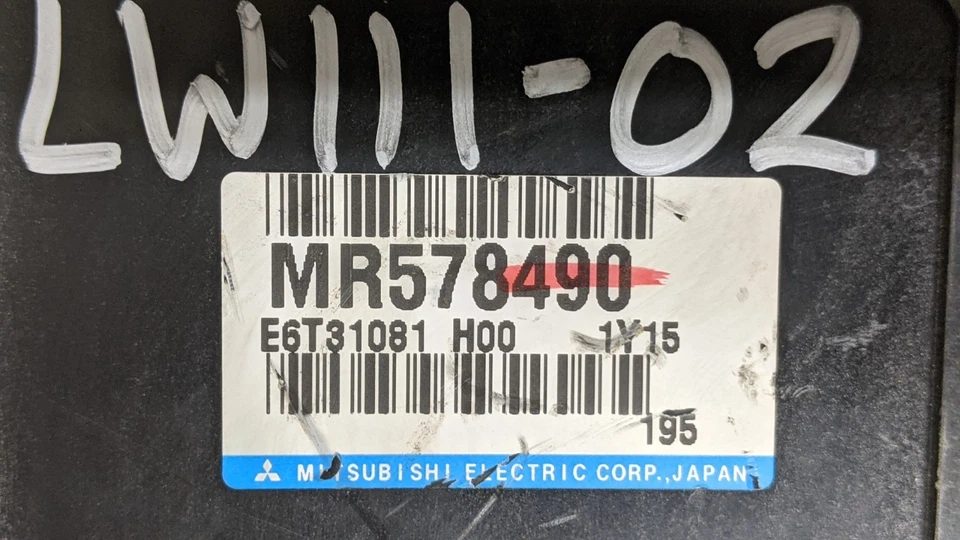 LW111-02
MR578490
E6T31081 H00 1Y15
195
MITSUBISHI ELECTRIC CORP.,JAPAN